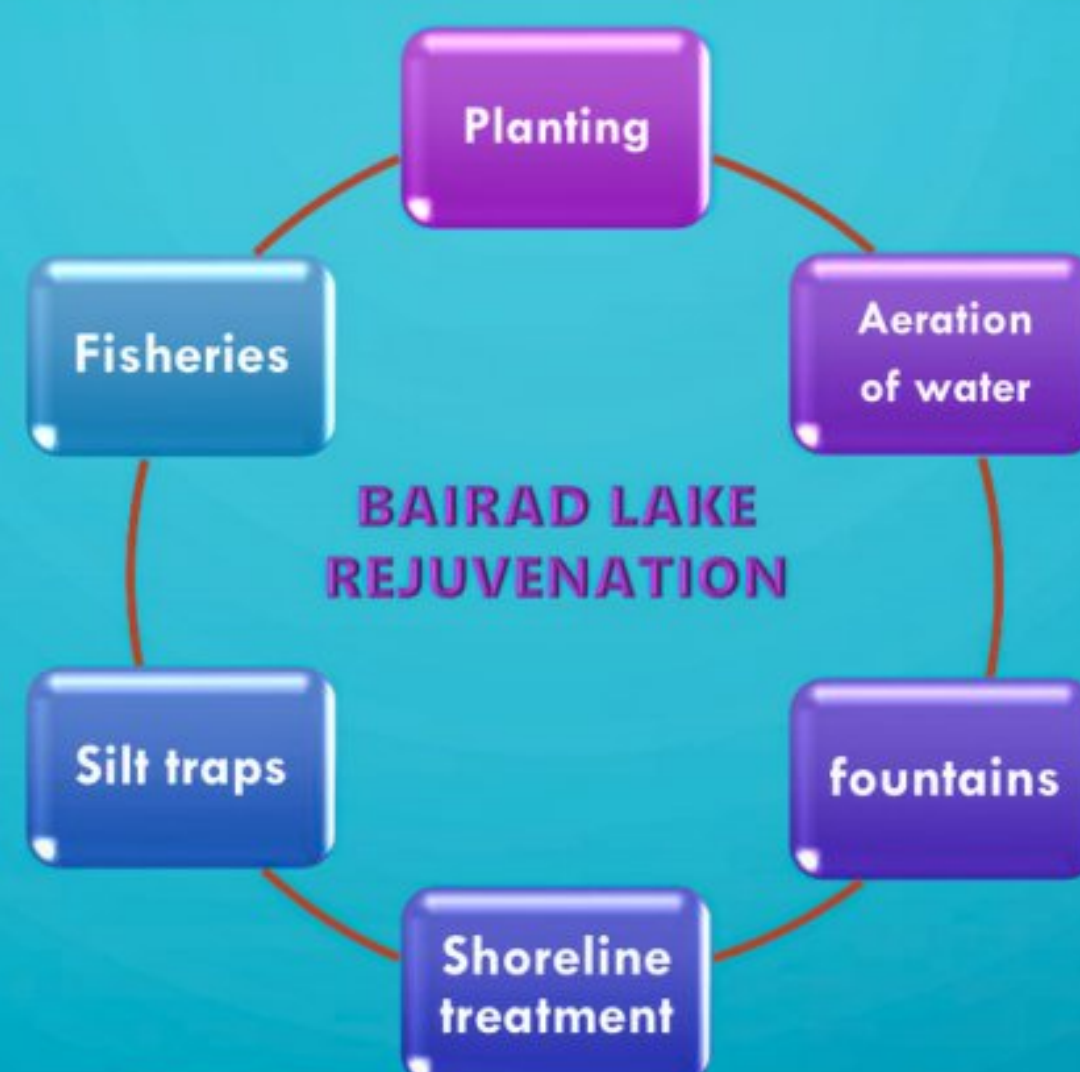 Planting
Aeration
of water
fountains
Shoreline
treatment
Silt traps
Fisheries
BAIRAD LAKE
REJUVENATION